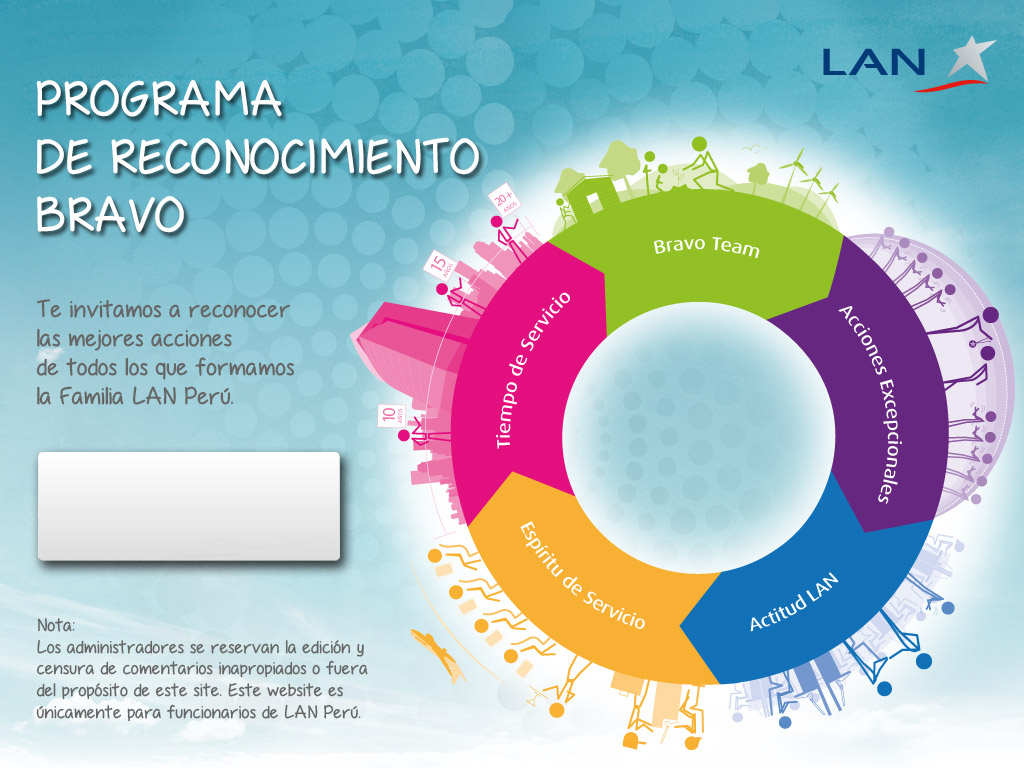 LAN
PROGRAMA
DE RECONOCIMIENTO
BRAVO
Te invitamos a reconocer
las mejores acciones
de todos los que formamos
la Familia LAN Perú.
Nota:
Los administradores se reservan la edición y
censura de comentarios inapropiados o fuera
del propósito de este site. Este website es
únicamente para funcionarios de LAN Perú.
Bravo Team
Acciones Excepcionales
Actitud LAN
Espíritu de Servicio
Tiempo de Servicio
10
AÑOS
15
AÑOS
20+
AÑOS